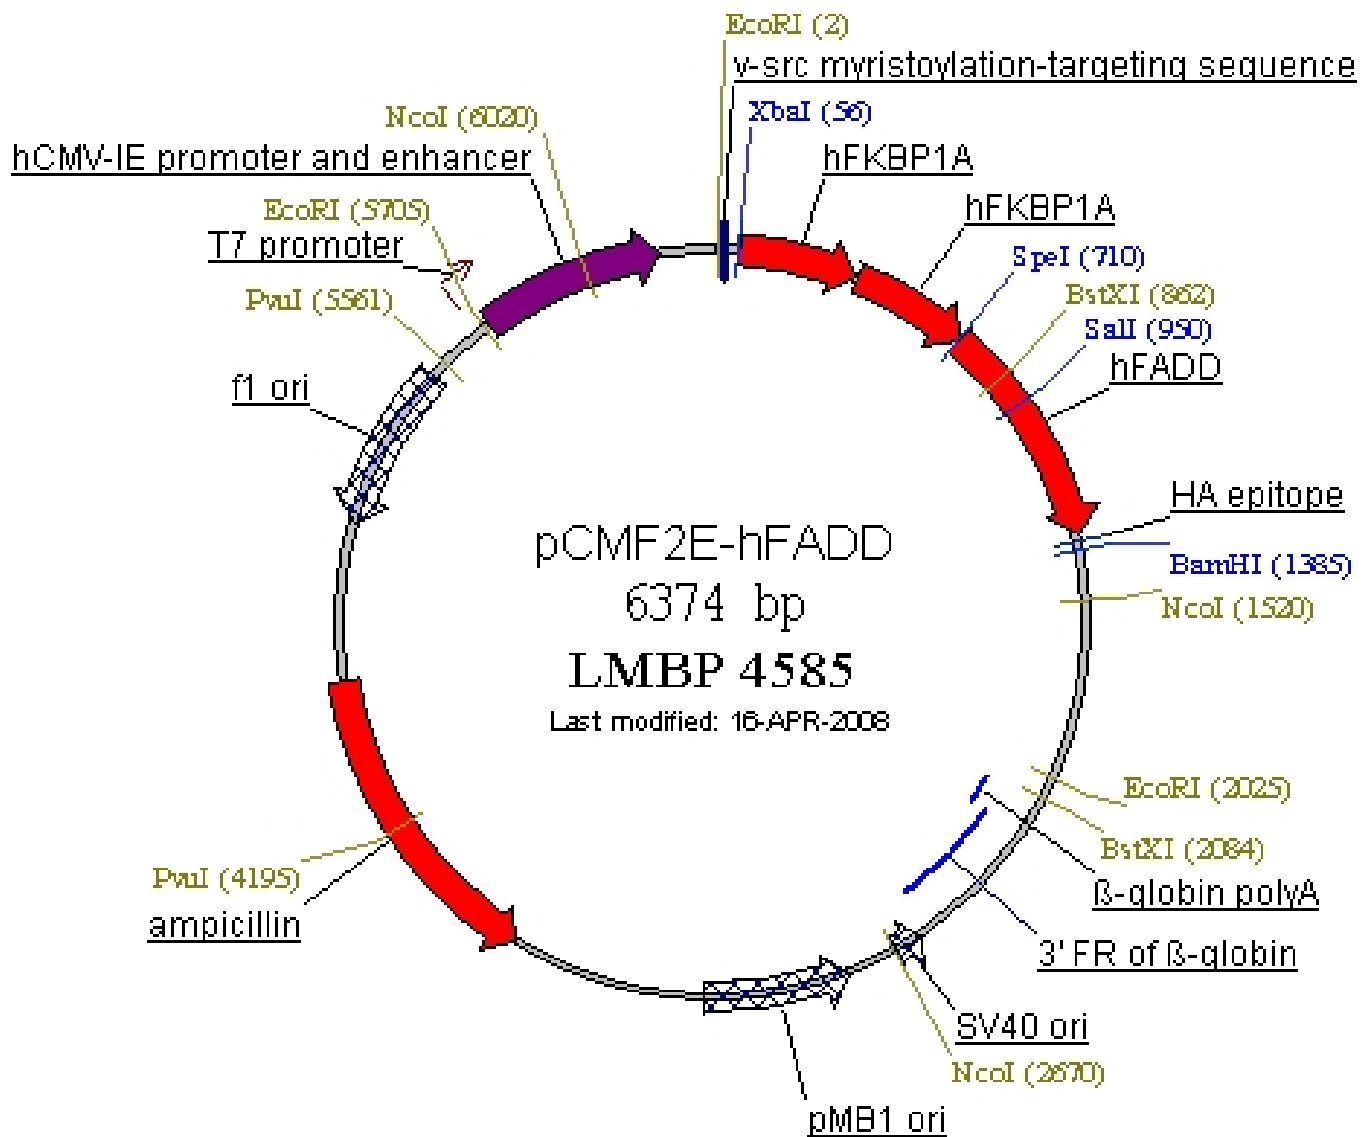 EcoRI (2)
v-src myristoylation-targeting sequence
XbaI (56)
NcoI (6020)
hCMV-IE promoter and enhancer
hFKBP1A
EcoRI (5705)
hFKBP1A
T7 promoter
SpeI (710)
PvuI (5561)
BstXI (862)
SalI (950)
hFADD
f1 ori
HA epitope
pCMF2E-hFADD
BamHI (1385)
6374 bp
NcoI (1520)
LMBP 4585
Last modified: 16-APR-2008
EcoRI (2025)
BstXI (2084)
PvuI (4195)
ß-globin polyA
ampicillin
3' FR of ß-globin
SV40 ori
NcoI (2670)
pMB1 ori